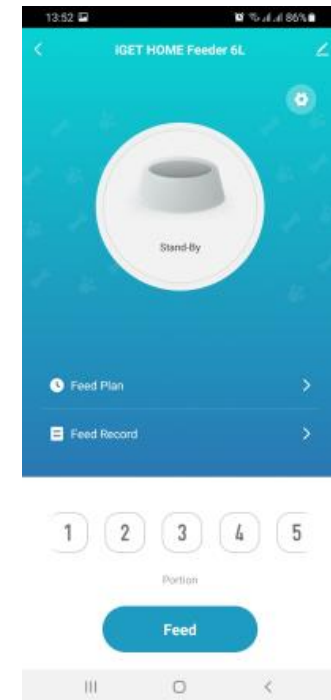 13:52 86%
iGET HOME Feeder 6L
Stand-By
Feed Plan
Feed Record
1 2 3 4 5
Portion
Feed